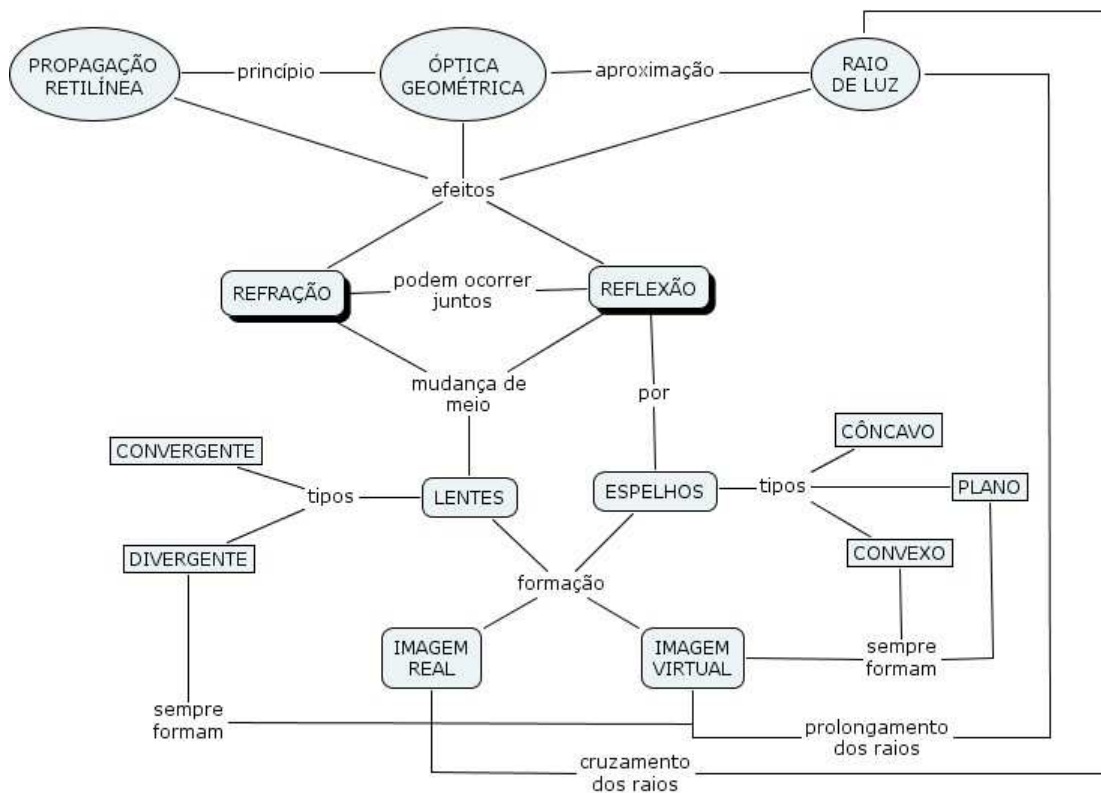 PROPAGAÇÃO
RETILÍNEA
princípio
ÓPTICA
GEOMÉTRICA
aproximação
RAIO
DE LUZ
efeitos
REFRAÇÃO
podem ocorrer
juntos
REFLEXÃO
mudança de
meio
por
CONVERGENTE
tipos
DIVERGENTE
LENTES
ESPELHOS
tipos
CÔNCAVO
PLANO
CONVEXO
formação
IMAGEM
REAL
IMAGEM
VIRTUAL
sempre
formam
sempre
formam
prolongamento
dos raios
cruzamento
dos raios